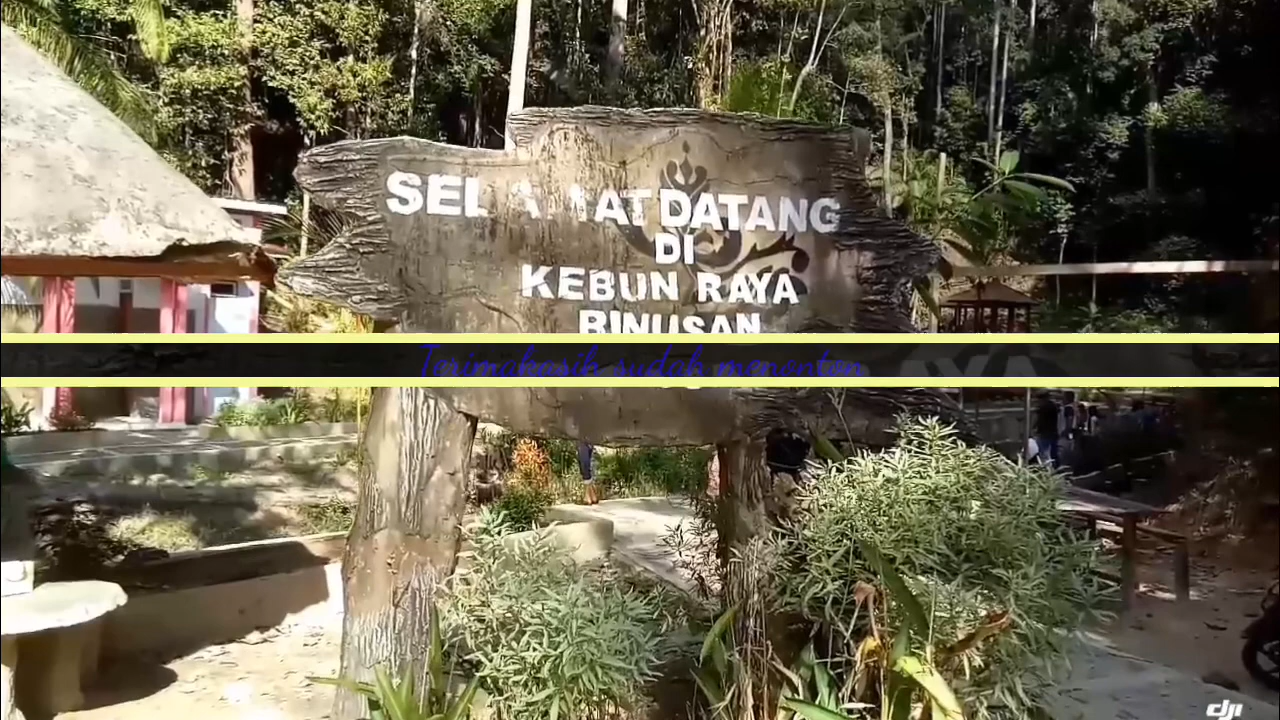 SELAMAT DATANG
DI
KEBUN RAYA
BINUSAN
Terimakasih sudah menonton
dji